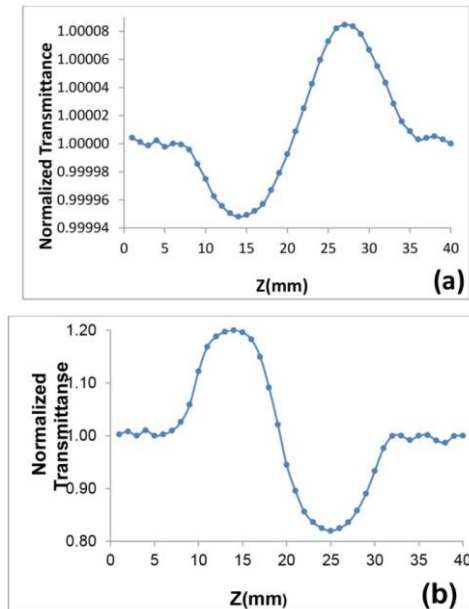 Normalized Transmittance
1.00008
1.00006
1.00004
1.00002
1.00000
0.99998
0.99996
0.99994
0 5 10 15 20 25 30 35 40
Z(mm)
(a)
Normalized
Transmittanse
1.20
1.10
1.00
0.90
0.80
0 5 10 15 20 25 30 35 40
Z(mm)
(b)